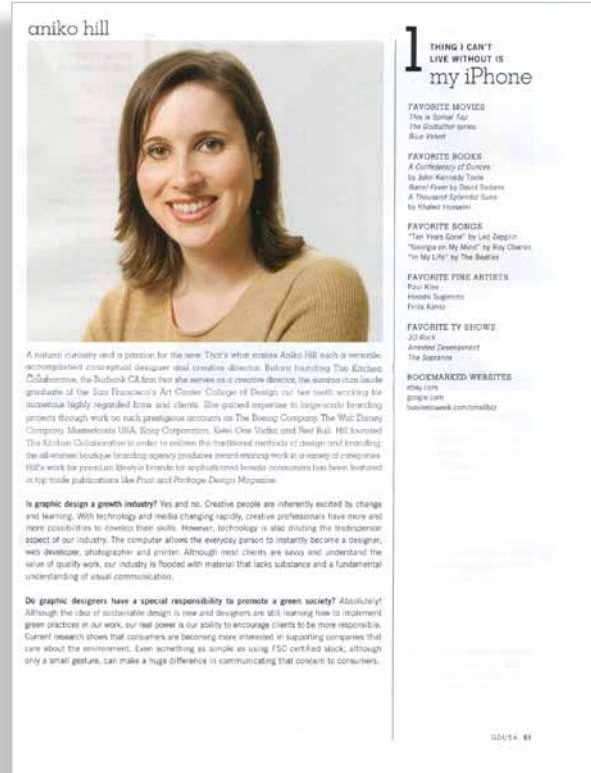 aniko hill
A natural curiosity and a passion for the new. That's what makes Aniko Hill such a versatile,
accomplished conceptual designer and creative director. Before founding The Kitchen
Collaborative, the Burbank CA firm that she serves as a creative director, the summa cum laude
graduate of the San Francisco's Art Center College of Design cut her teeth working for
numerous highly regarded firms and clients. She gained expertise in large-scale branding
projects through work on such prestigious accounts as The Boeing Company, The Walt Disney
Company, Masterfoods USA, Sony Corporation, Ketel One Vodka and Red Bull. Hill founded
The Kitchen Collaborative in order to enliven the traditional methods of design and branding;
the all-women boutique branding agency produces award-winning work in a variety of categories.
Hill's work for premium lifestyle brands for sophisticated female consumers has been featured
in top trade publications like Print and Package Design Magazine.
Is graphic design a growth industry? Yes and no. Creative people are inherently excited by change
and learning. With technology and media changing rapidly, creative professionals have more and
more possibilities to develop their skills. However, technology is also diluting the tradesperson
aspect of our industry. The computer allows the everyday person to instantly become a designer,
web developer, photographer and printer. Although most clients are savvy and understand the
value of quality work, our industry is flooded with material that lacks substance and a fundamental
understanding of visual communication.
Do graphic designers have a special responsibility to promote a green society? Absolutely!
Although the idea of sustainable design is new and designers are still learning how to implement
green practices in our work, our real power is our ability to encourage clients to be more responsible.
Current research shows that consumers are becoming more interested in supporting companies that
care about the environment. Even something as simple as using FSC certified stock, although
only a small gesture, can make a huge difference in communicating that concern to consumers.
1 THING I CAN'T
LIVE WITHOUT IS
my iPhone
FAVORITE MOVIES
This is Spinal Tap
The Godfather series
Blue Velvet
FAVORITE BOOKS
A Confederacy of Dunces
by John Kennedy Toole
Barrel Fever by David Sedaris
A Thousand Splendid Suns
by Khaled Hosseini
FAVORITE SONGS
"Ten Years Gone" by Led Zepplin
"Georgia on My Mind" by Ray Charles
"In My Life" by The Beatles
FAVORITE FINE ARTISTS
Paul Klee
Hiroshi Sugimoto
Frida Kahlo
FAVORITE TV SHOWS
30 Rock
Arrested Development
The Sopranos
BOOKMARKED WEBSITES
ebay.com
google.com
businessweek.com/smallbiz
GDUSA 61